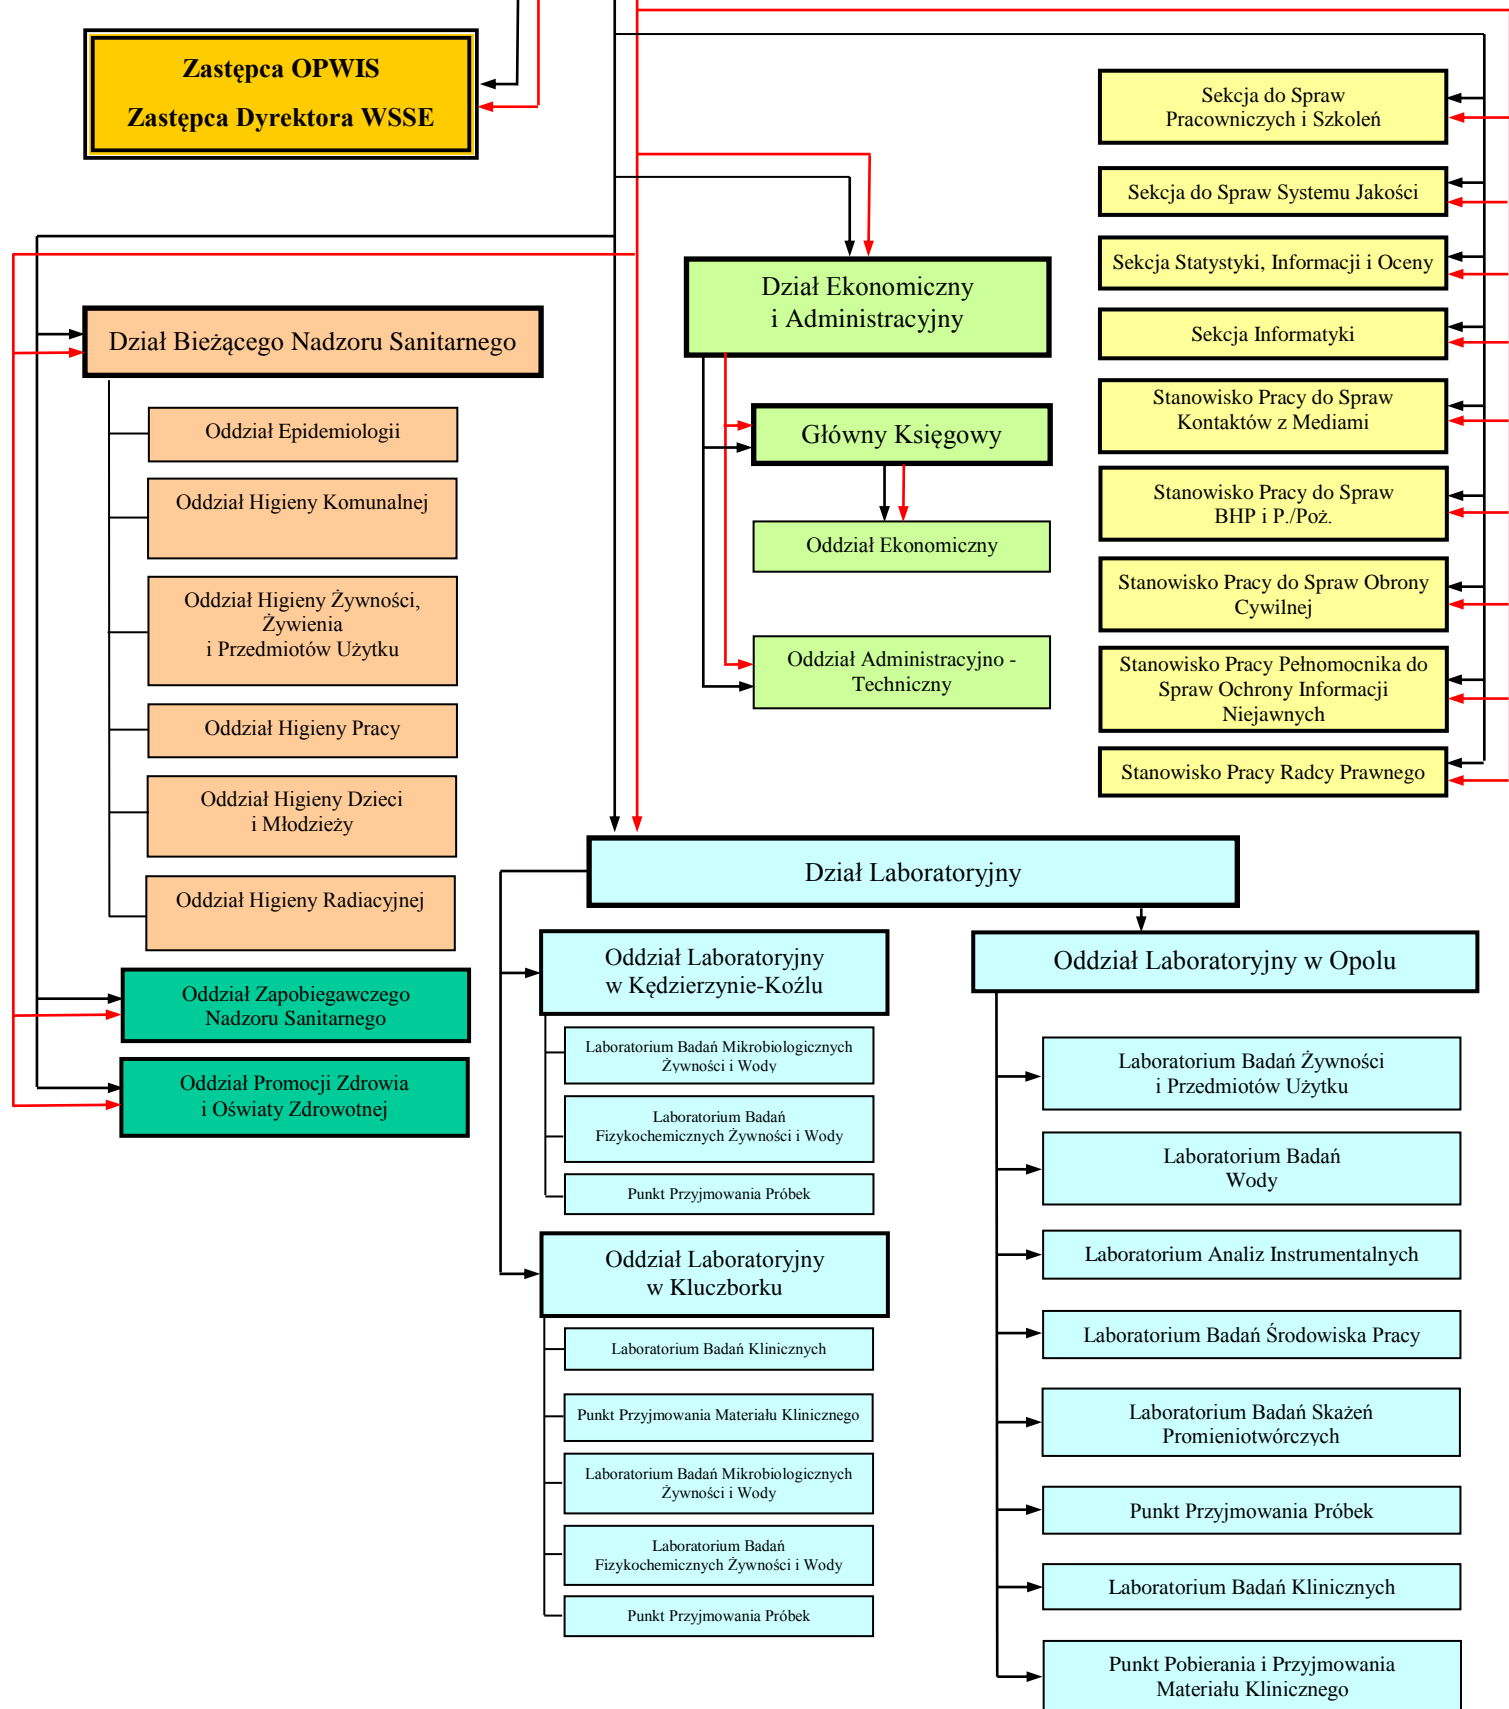 Zastępca OPWIS
Zastępca Dyrektora WSSE
Sekcja do Spraw
Pracowniczych i Szkoleń
Sekcja do Spraw Systemu Jakości
Sekcja Statystyki, Informacji i Oceny
Sekcja Informatyki
Stanowisko Pracy do Spraw
Kontaktów z Mediami
Stanowisko Pracy do Spraw
BHP i P./Poż.
Stanowisko Pracy do Spraw Obrony
Cywilnej
Stanowisko Pracy Pełnomocnika do
Spraw Ochrony Informacji
Niejawnych
Stanowisko Pracy Radcy Prawnego
Dział Ekonomiczny
i Administracyjny
Główny Księgowy
Oddział Ekonomiczny
Oddział Administracyjno -
Techniczny
Dział Bieżącego Nadzoru Sanitarnego
Oddział Epidemiologii
Oddział Higieny Komunalnej
Oddział Higieny Żywności,
Żywienia
i Przedmiotów Użytku
Oddział Higieny Pracy
Oddział Higieny Dzieci
i Młodzieży
Oddział Higieny Radiacyjnej
Oddział Zapobiegawczego
Nadzoru Sanitarnego
Oddział Promocji Zdrowia
i Oświaty Zdrowotnej
Dział Laboratoryjny
Oddział Laboratoryjny
w Kędzierzynie-Koźlu
Laboratorium Badań Mikrobiologicznych
Żywności i Wody
Laboratorium Badań
Fizykochemicznych Żywności i Wody
Punkt Przyjmowania Próbek
Oddział Laboratoryjny
w Kluczborku
Laboratorium Badań Klinicznych
Punkt Przyjmowania Materiału Klinicznego
Laboratorium Badań Mikrobiologicznych
Żywności i Wody
Laboratorium Badań
Fizykochemicznych Żywności i Wody
Punkt Przyjmowania Próbek
Oddział Laboratoryjny w Opolu
Laboratorium Badań Żywności
i Przedmiotów Użytku
Laboratorium Badań
Wody
Laboratorium Analiz Instrumentalnych
Laboratorium Badań Środowiska Pracy
Laboratorium Badań Skażeń
Promieniotwórczych
Punkt Przyjmowania Próbek
Laboratorium Badań Klinicznych
Punkt Pobierania i Przyjmowania
Materiału Klinicznego